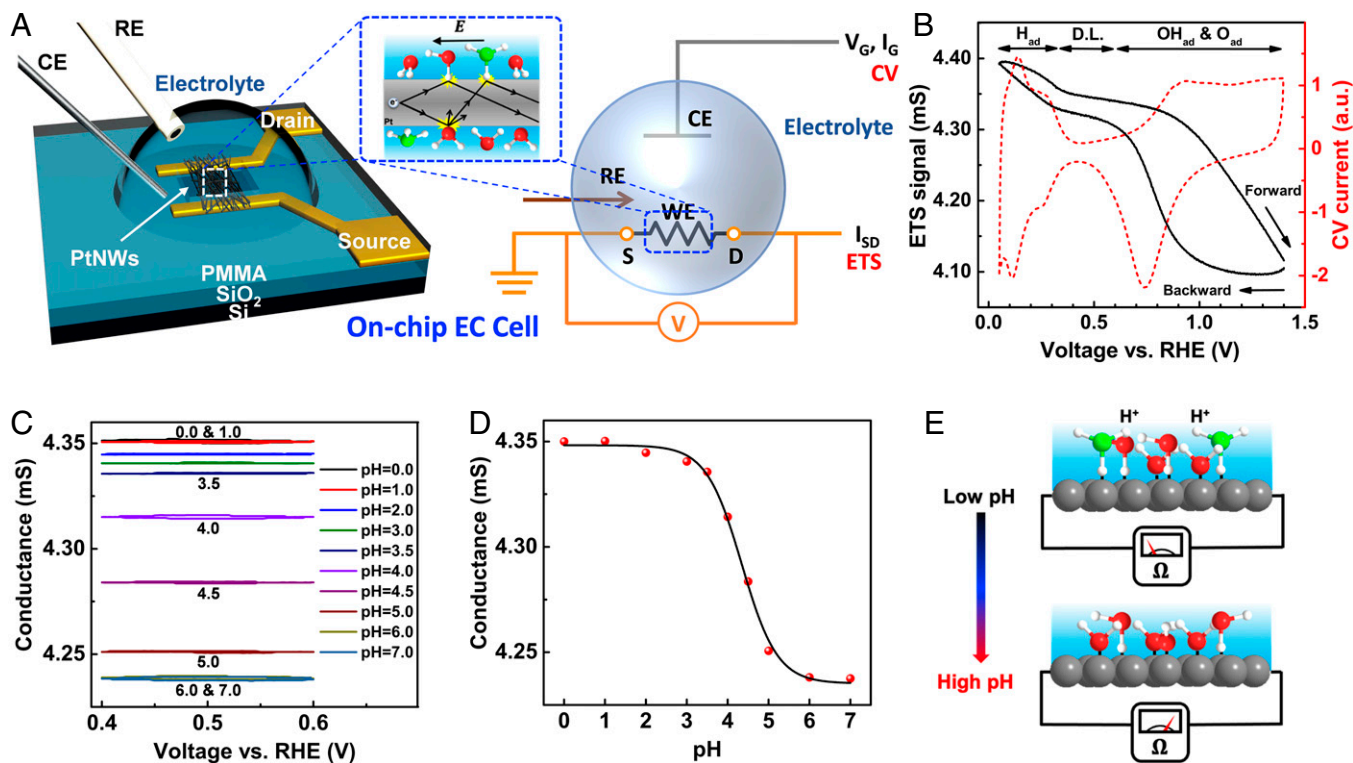 A
RE
CE
Electrolyte
Drain
PtNWs
Source
PMMA
SiO2
Si
E
e
Pt
VG, IG
CV
CE
Electrolyte
RE
WE
S
D
ISD
ETS
V
On-chip EC Cell
B
Had
D.L.
OHad & Oad
4.40
4.30
4.20
4.10
ETS signal (mS)
1
0
-1
-2
CV current (a.u.)
Forward
Backward
0.0
0.5
1.0
1.5
Voltage vs. RHE (V)
C
4.35
4.30
4.25
Conductance (mS)
0.0 & 1.0
3.5
4.0
4.5
5.0
6.0 & 7.0
pH=0.0
pH=1.0
pH=2.0
pH=3.0
pH=3.5
pH=4.0
pH=4.5
pH=5.0
pH=6.0
pH=7.0
0.4
0.5
0.6
Voltage vs. RHE (V)
D
4.35
4.30
4.25
Conductance (mS)
0
1
2
3
4
5
6
7
pH
E
H+
H+
Low pH
Ω
High pH
Ω